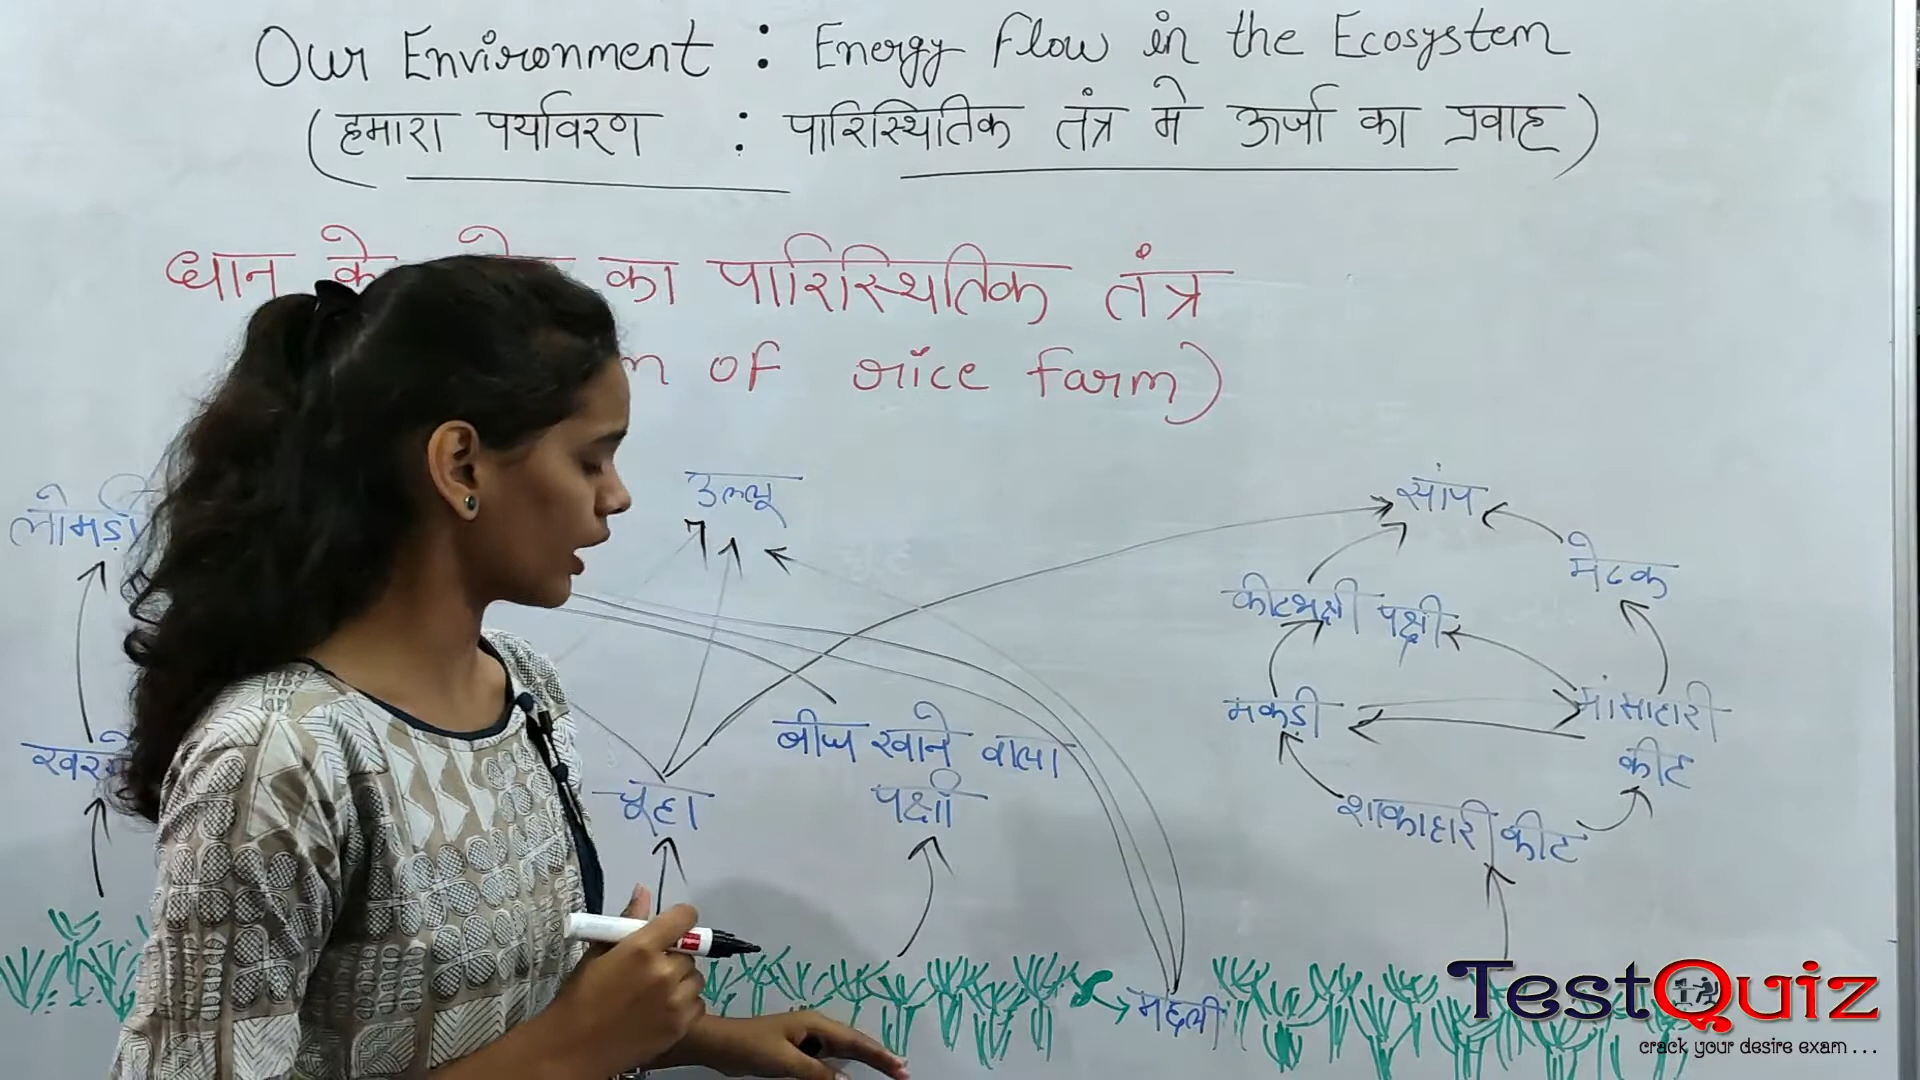 Our Environment : Energy Flow in the Ecosystem
(हमारा पर्यावरण : पारिस्थितिक तंत्र मे ऊर्जा का प्रवाह)
धान के का पारिस्थितिक तंत्र
of rice farm)
लोमड़ी
उल्लू
सांप
मेढक
कीटभक्षी पक्षी
मकड़ी
मांसाहारी
कीट
बीज खाने वाला
पक्षी
चूहा
शाकाहारी कीट
मछली
TestQuiz
crack your desire exam ...